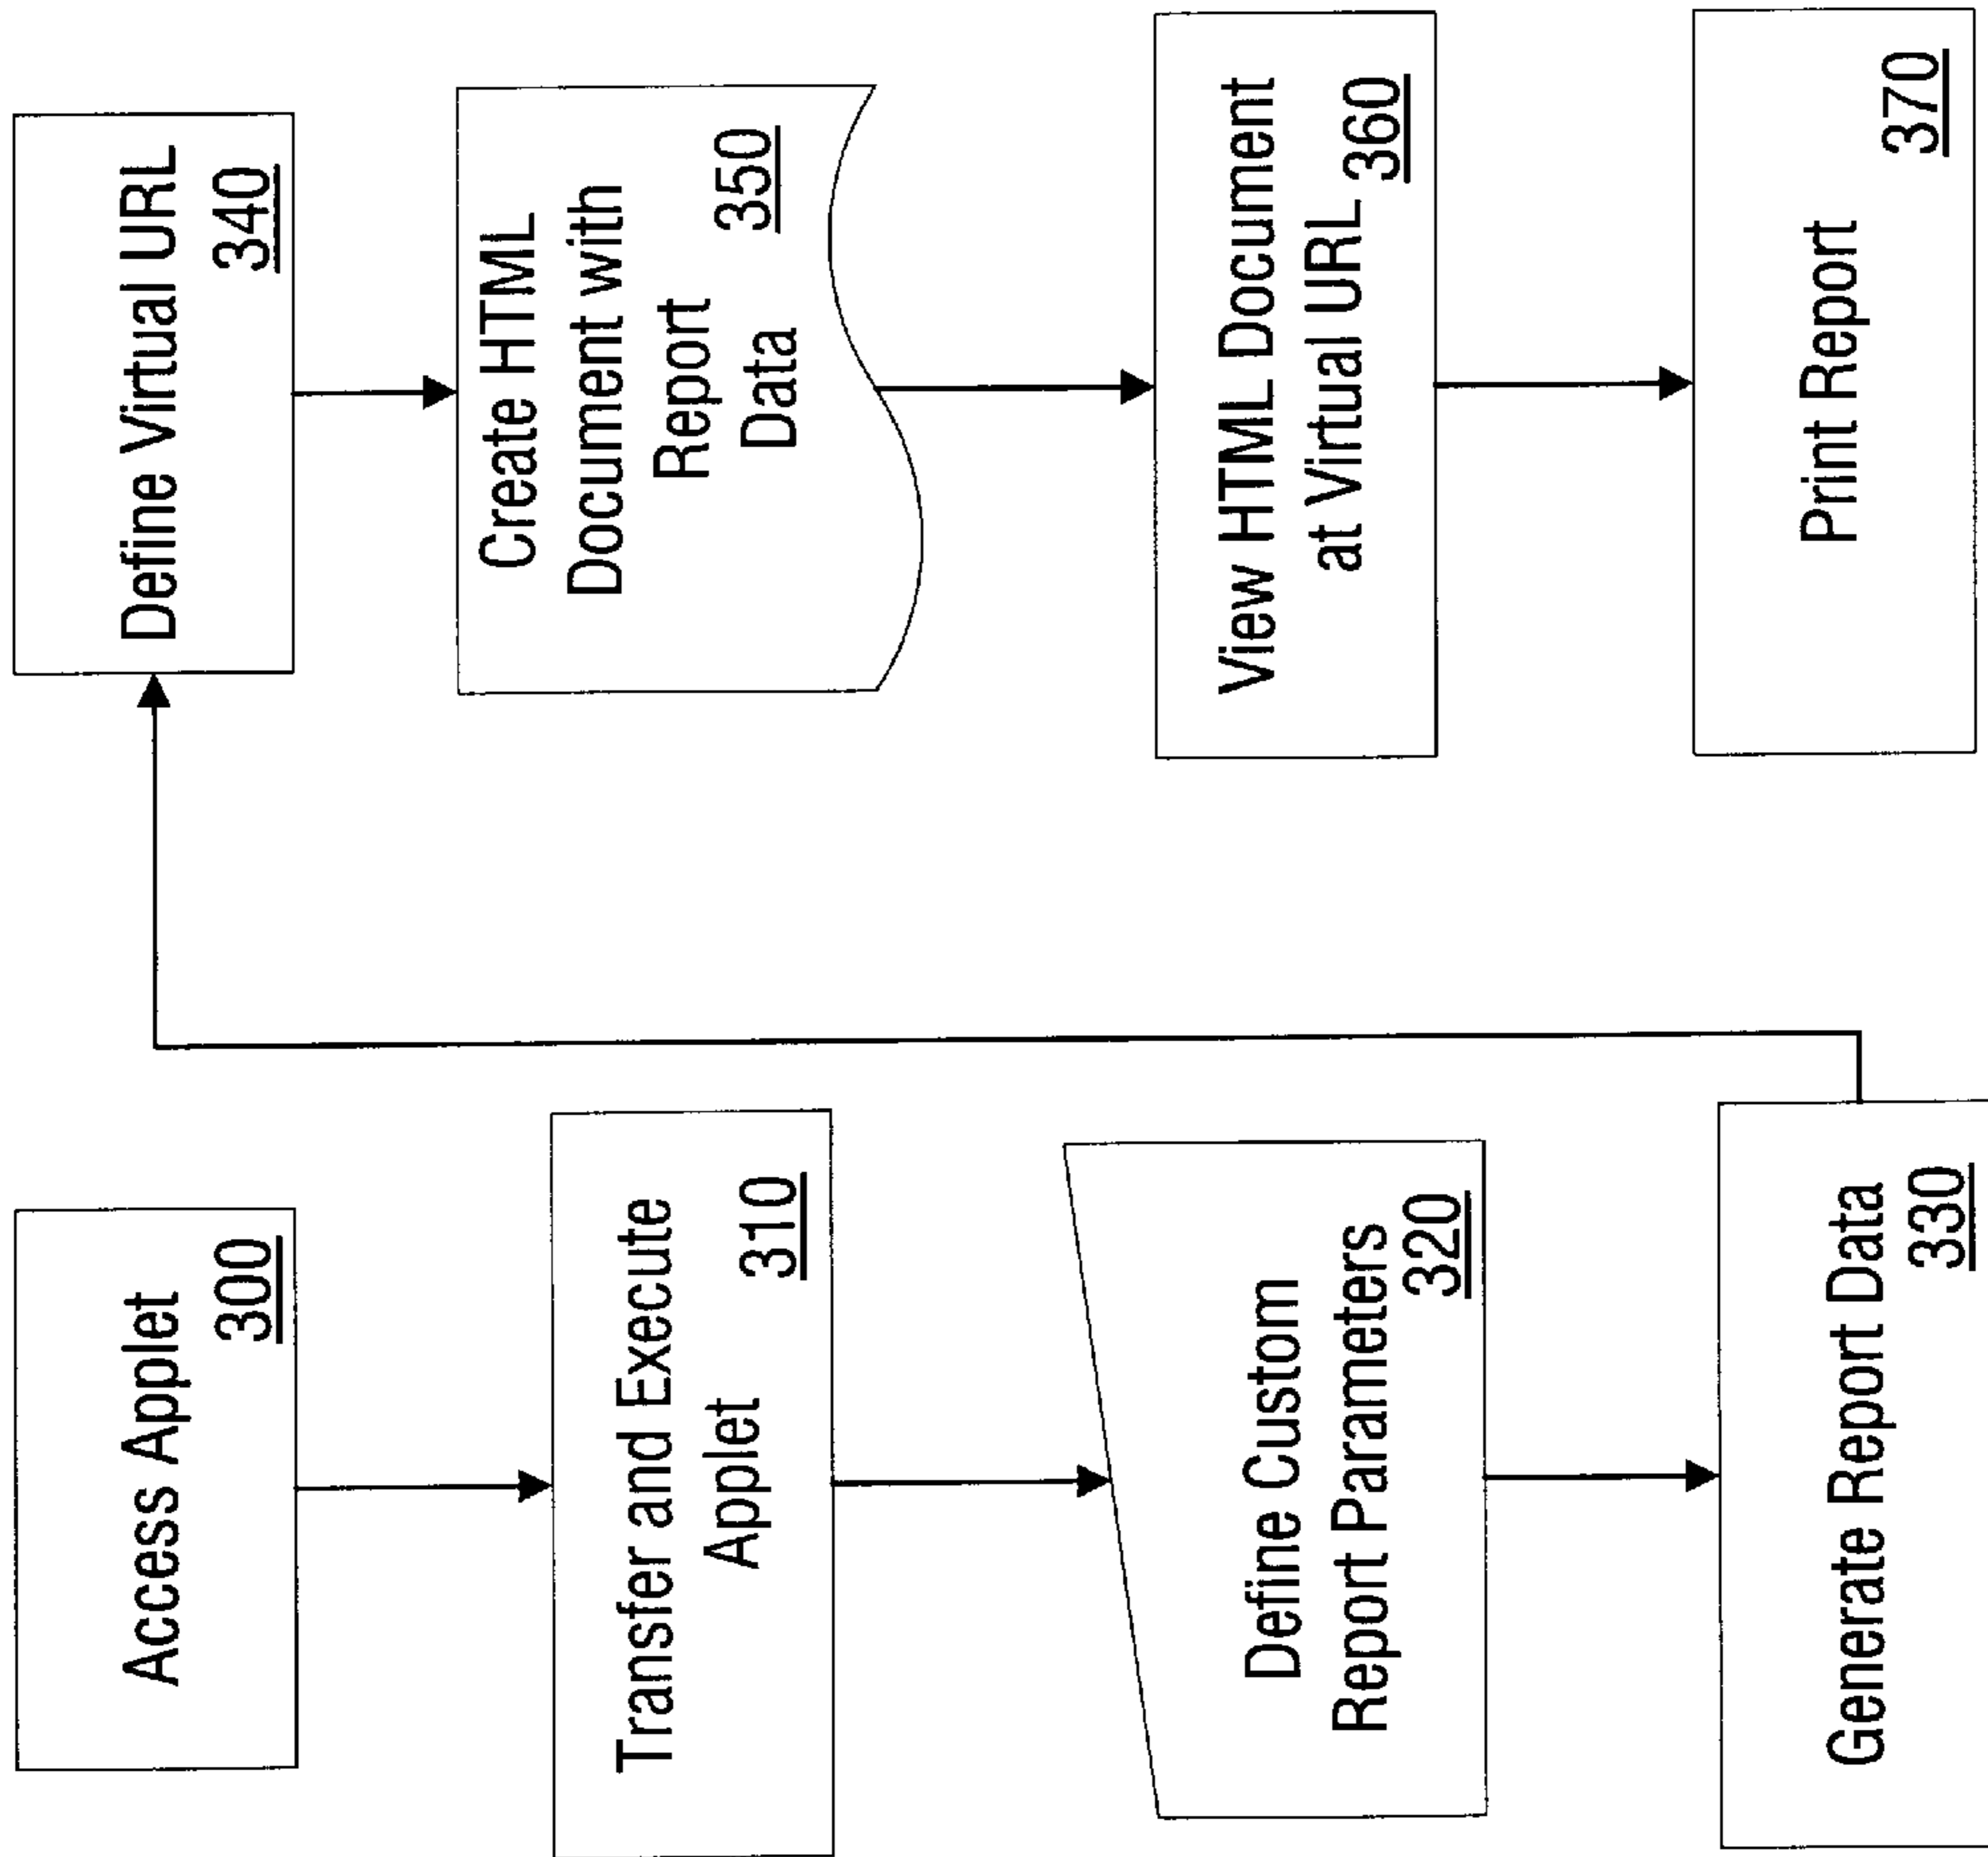 Access Applet
300
Transfer and Execute
Applet 310
Define Custom
Report Parameters
320
Generate Report Data
330
Define Virtual URL
340
Create HTML
Document with
Report 350
Data
View HTML Document
at Virtual URL 360
Print Report
370